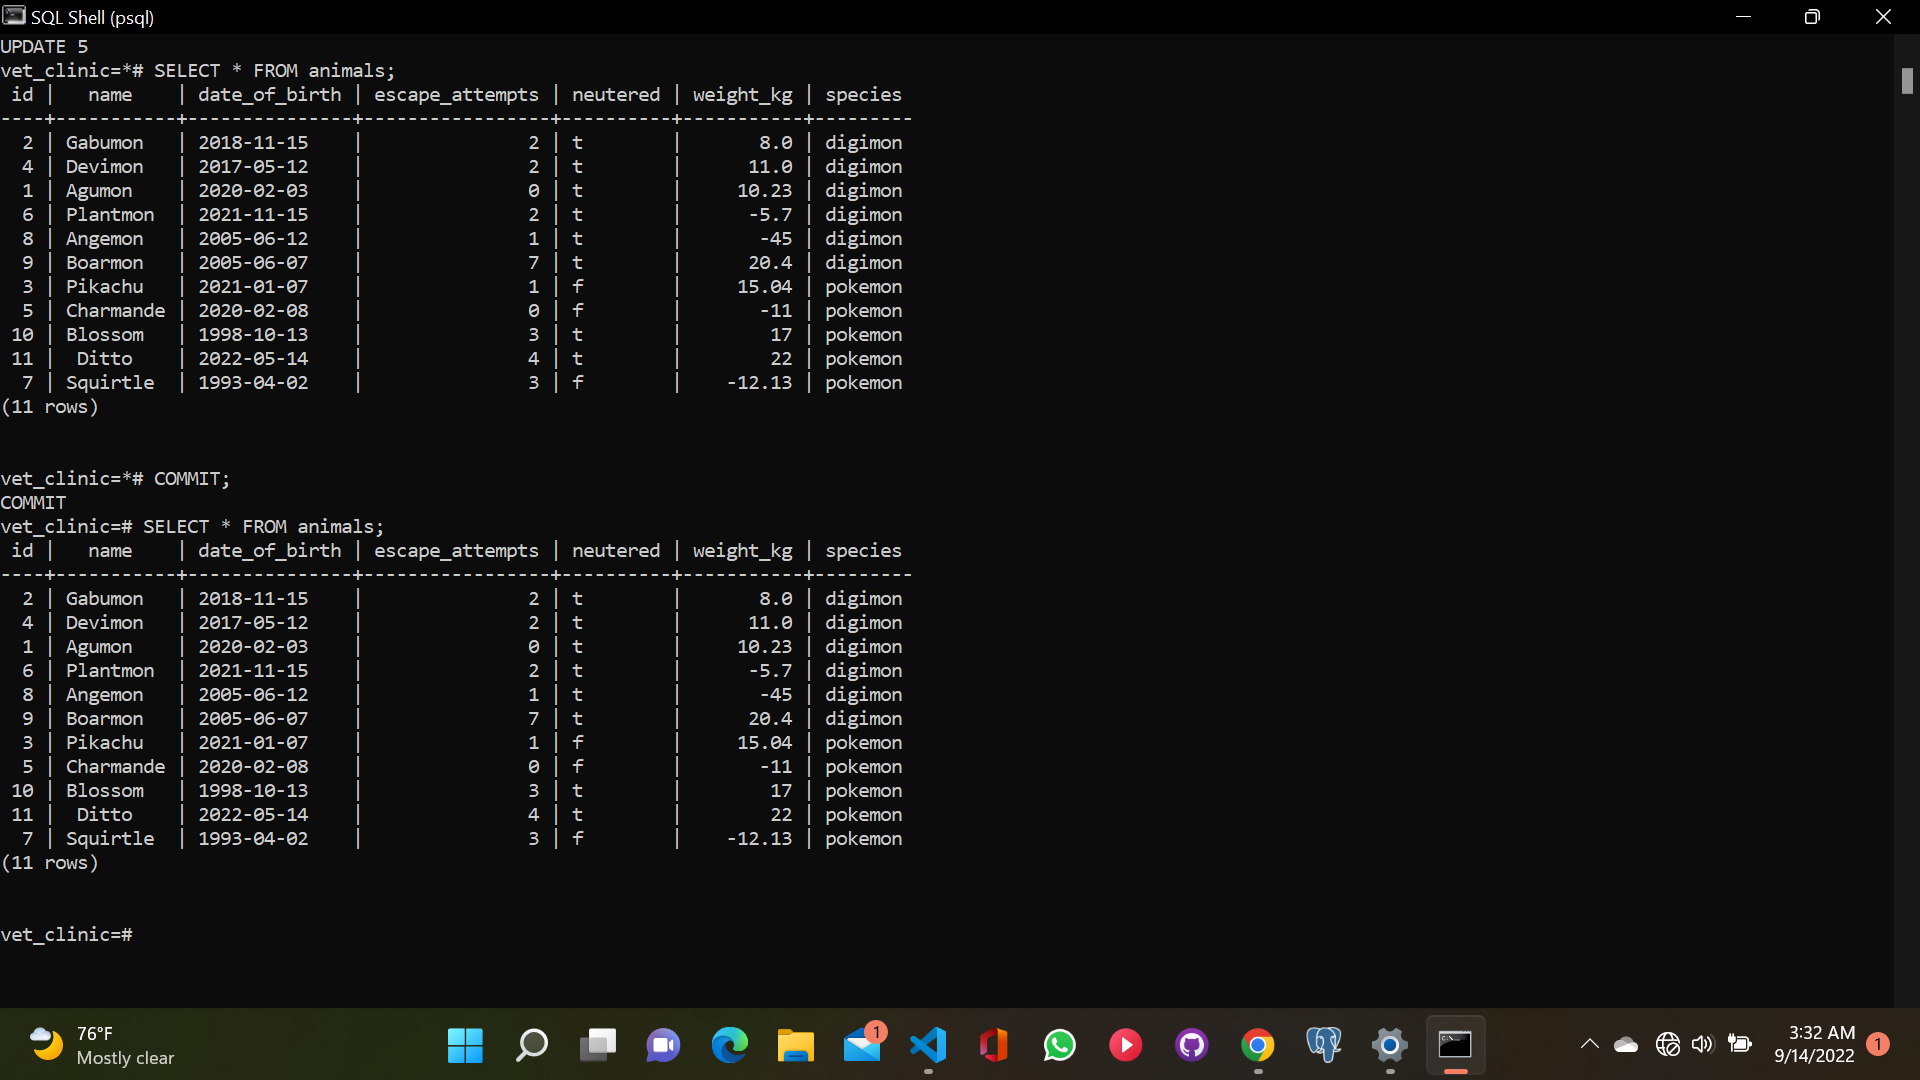 SQL Shell (psql)
UPDATE 5
vet_clinic=*# SELECT * FROM animals;
 id |   name    | date_of_birth | escape_attempts | neutered | weight_kg | species
----+-----------+---------------+-----------------+----------+-----------+---------
  2 | Gabumon   | 2018-11-15    |               2 | t        |       8.0 | digimon
  4 | Devimon   | 2017-05-12    |               2 | t        |      11.0 | digimon
  1 | Agumon    | 2020-02-03    |               0 | t        |     10.23 | digimon
  6 | Plantmon  | 2021-11-15    |               2 | t        |      -5.7 | digimon
  8 | Angemon   | 2005-06-12    |               1 | t        |       -45 | digimon
  9 | Boarmon   | 2005-06-07    |               7 | t        |      20.4 | digimon
  3 | Pikachu   | 2021-01-07    |               1 | f        |     15.04 | pokemon
  5 | Charmande | 2020-02-08    |               0 | f        |       -11 | pokemon
 10 | Blossom   | 1998-10-13    |               3 | t        |        17 | pokemon
 11 |  Ditto    | 2022-05-14    |               4 | t        |        22 | pokemon
  7 | Squirtle  | 1993-04-02    |               3 | f        |    -12.13 | pokemon
(11 rows)
vet_clinic=*# COMMIT;
COMMIT
vet_clinic=# SELECT * FROM animals;
 id |   name    | date_of_birth | escape_attempts | neutered | weight_kg | species
----+-----------+---------------+-----------------+----------+-----------+---------
  2 | Gabumon   | 2018-11-15    |               2 | t        |       8.0 | digimon
  4 | Devimon   | 2017-05-12    |               2 | t        |      11.0 | digimon
  1 | Agumon    | 2020-02-03    |               0 | t        |     10.23 | digimon
  6 | Plantmon  | 2021-11-15    |               2 | t        |      -5.7 | digimon
  8 | Angemon   | 2005-06-12    |               1 | t        |       -45 | digimon
  9 | Boarmon   | 2005-06-07    |               7 | t        |      20.4 | digimon
  3 | Pikachu   | 2021-01-07    |               1 | f        |     15.04 | pokemon
  5 | Charmande | 2020-02-08    |               0 | f        |       -11 | pokemon
 10 | Blossom   | 1998-10-13    |               3 | t        |        17 | pokemon
 11 |  Ditto    | 2022-05-14    |               4 | t        |        22 | pokemon
  7 | Squirtle  | 1993-04-02    |               3 | f        |    -12.13 | pokemon
(11 rows)
vet_clinic=#
76°F
Mostly clear
1
3:32 AM
9/14/2022
1